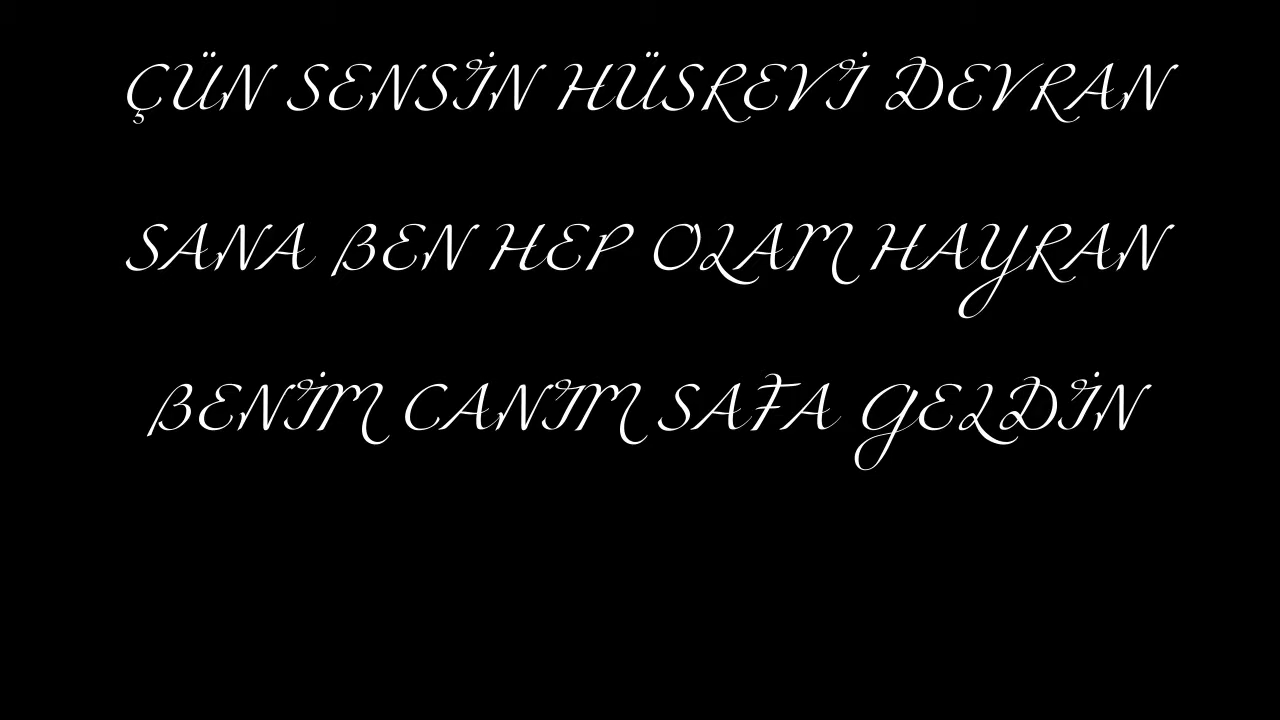 ÇÜN SENSİN HÜSREVİ DEVRAN
SANA BEN HEP OLAM HAYRAN
BENİM CANIM SAFA GELDİN